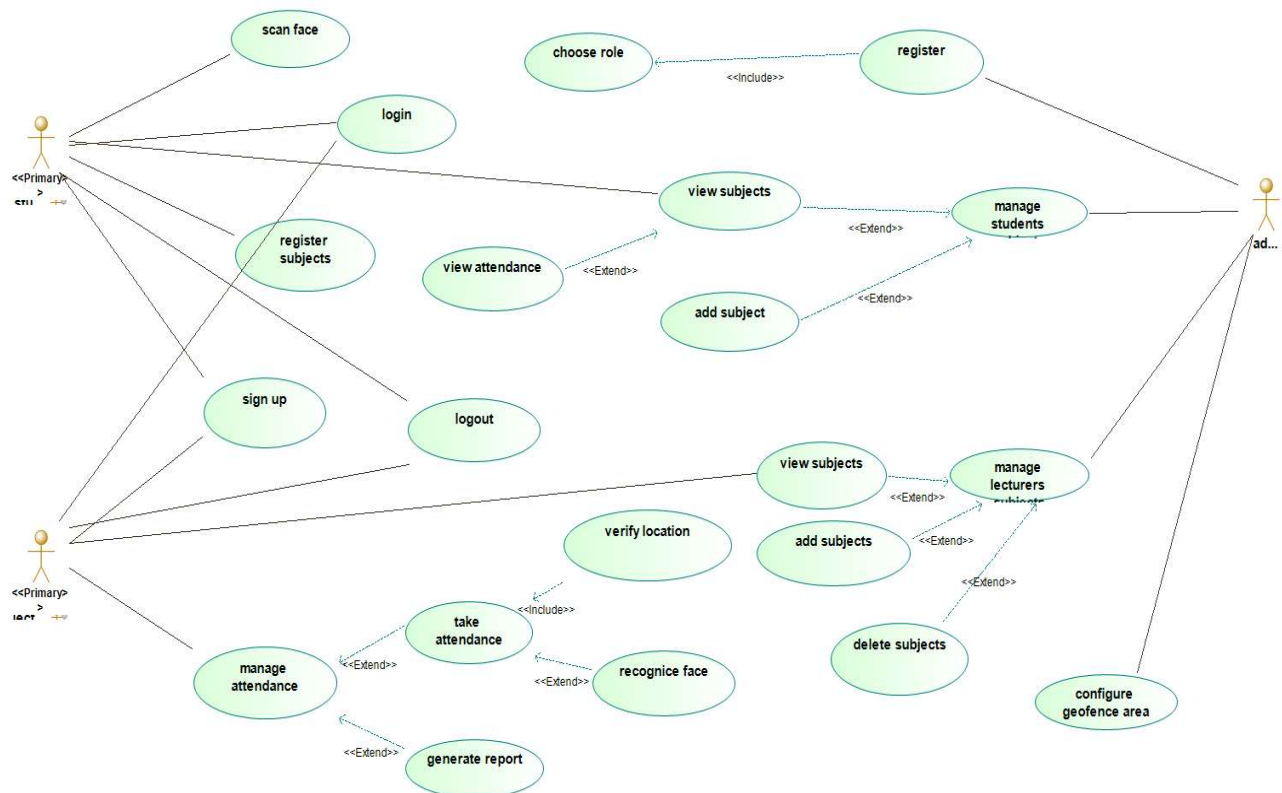 scan face
choose role
<<Include>>
register
login
<<Primary>
>
view subjects
<<Extend>>
manage
students
ad...
register
subjects
view attendance
<<Extend>>
<<Extend>>
add subject
sign up
logout
view subjects
<<Extend>>
manage
lecturers
subjects
verify location
add subjects
<<Extend>>
<<Primary>
>
<<Include>>
<<Extend>>
take
attendance
delete subjects
manage
attendance
<<Extend>>
<<Extend>>
recognice face
configure
geofence area
<<Extend>>
generate report